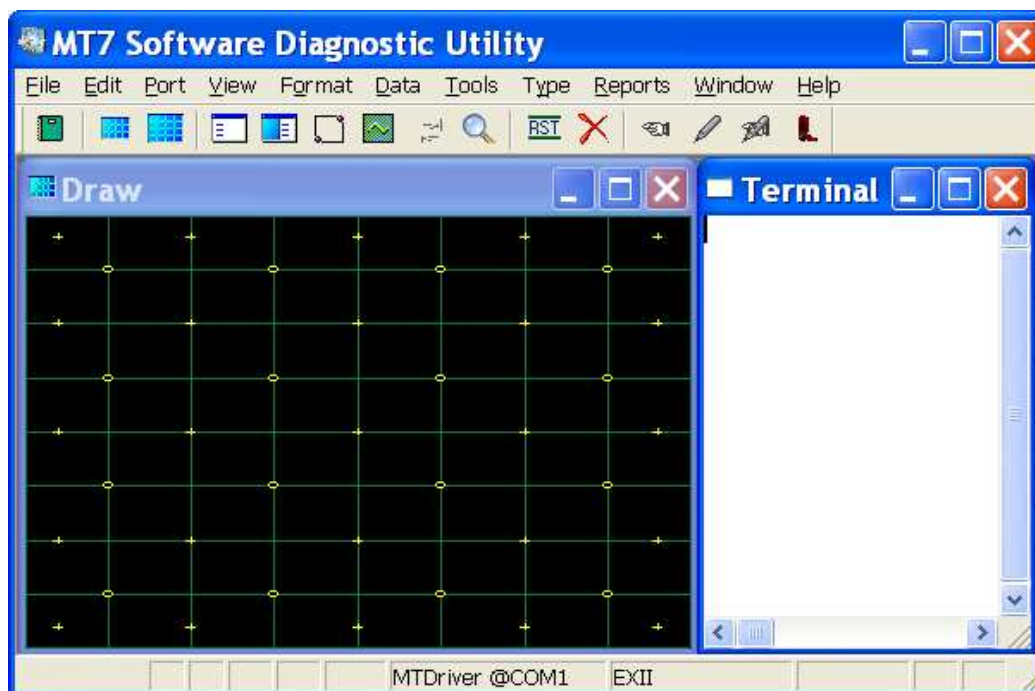 MT7 Software Diagnostic Utility
File Edit Port View Format Data Tools Type Reports Window Help
RST
Draw
Terminal
MTDriver @COM1 EXII